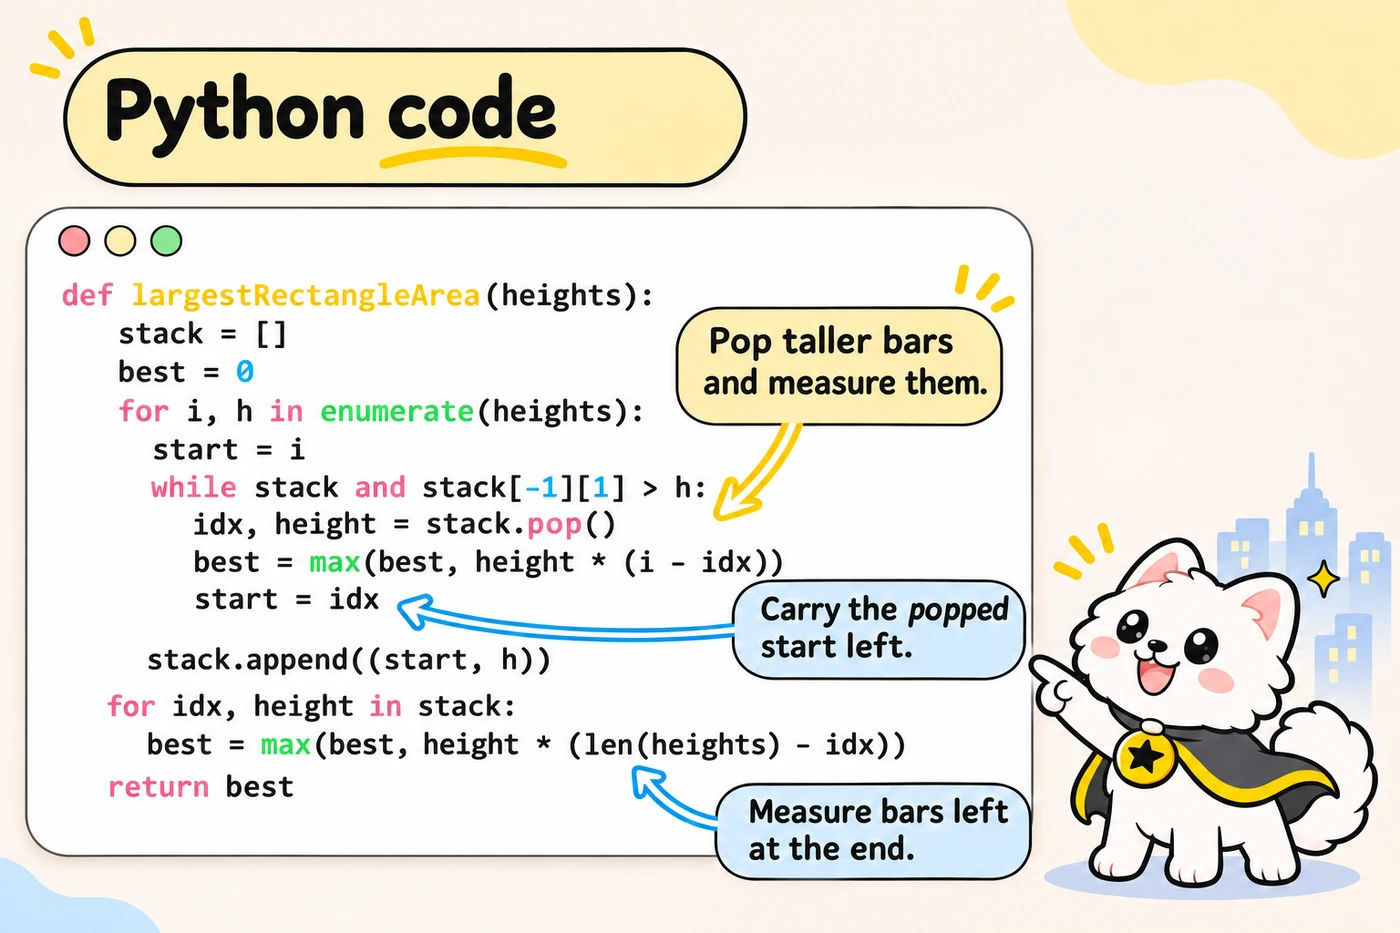 Python code
def largestRectangleArea(heights):
stack = []
best = 0
for i, h in enumerate(heights):
start = i
while stack and stack[-1][1] > h:
idx, height = stack.pop()
best = max(best, height * (i - idx))
start = idx
stack.append((start, h))
for idx, height in stack:
best = max(best, height * (len(heights) - idx))
return best
Pop taller bars
and measure them.
Carry the popped
start left.
Measure bars left
at the end.